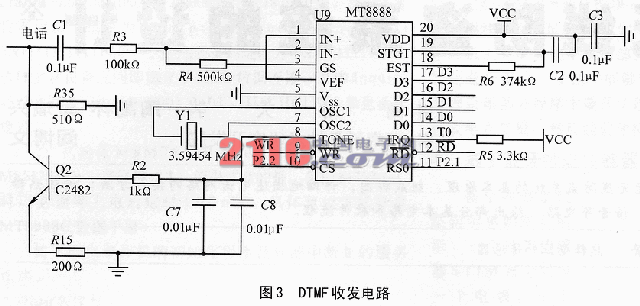 电话
C1
0.1μF
R3
100kΩ
R4 500kΩ
R35
510Ω
Y1
3.59454 MHz
Q2
C2482
R2
1kΩ
C7
0.01μF
C8
0.01μF
R15
200Ω
U9 MT8888
1 IN+ VDD 20
2 IN- STGT 19
3 GS EST 18
4 VEF D3 17 D3
5 Vss D2 16 D2
6 OSC1 D1 15 D1
7 OSC2 D0 14 D0
8 TONE IRQ 13 T0
WR 9 WR RD 12 RD
P2.2 10 CS RS0 11 P2.1
VCC
C3
0.1μF
C2
0.1μF
R6 374kΩ
VCC
R5 3.3kΩ
图3 DTMF收发电路